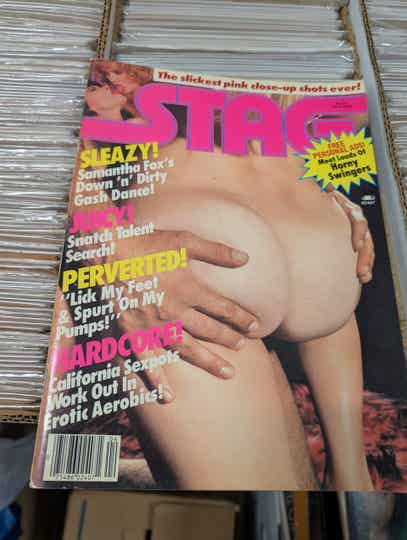 The slickest pink close-up shots ever!
STAG
SLEAZY!
Samantha Fox's
Down 'n' Dirty
Gash Dance!
JUICY!
Snatch Talent
Search!
PERVERTED!
"Lick My Feet
& Spurt On My
Pumps!"
HARDCORE!
California Sexpots
Work Out In
Erotic Aerobics!
FREE
PERSONAL ADS!
Meet Loads Of
Horny
Swingers
04